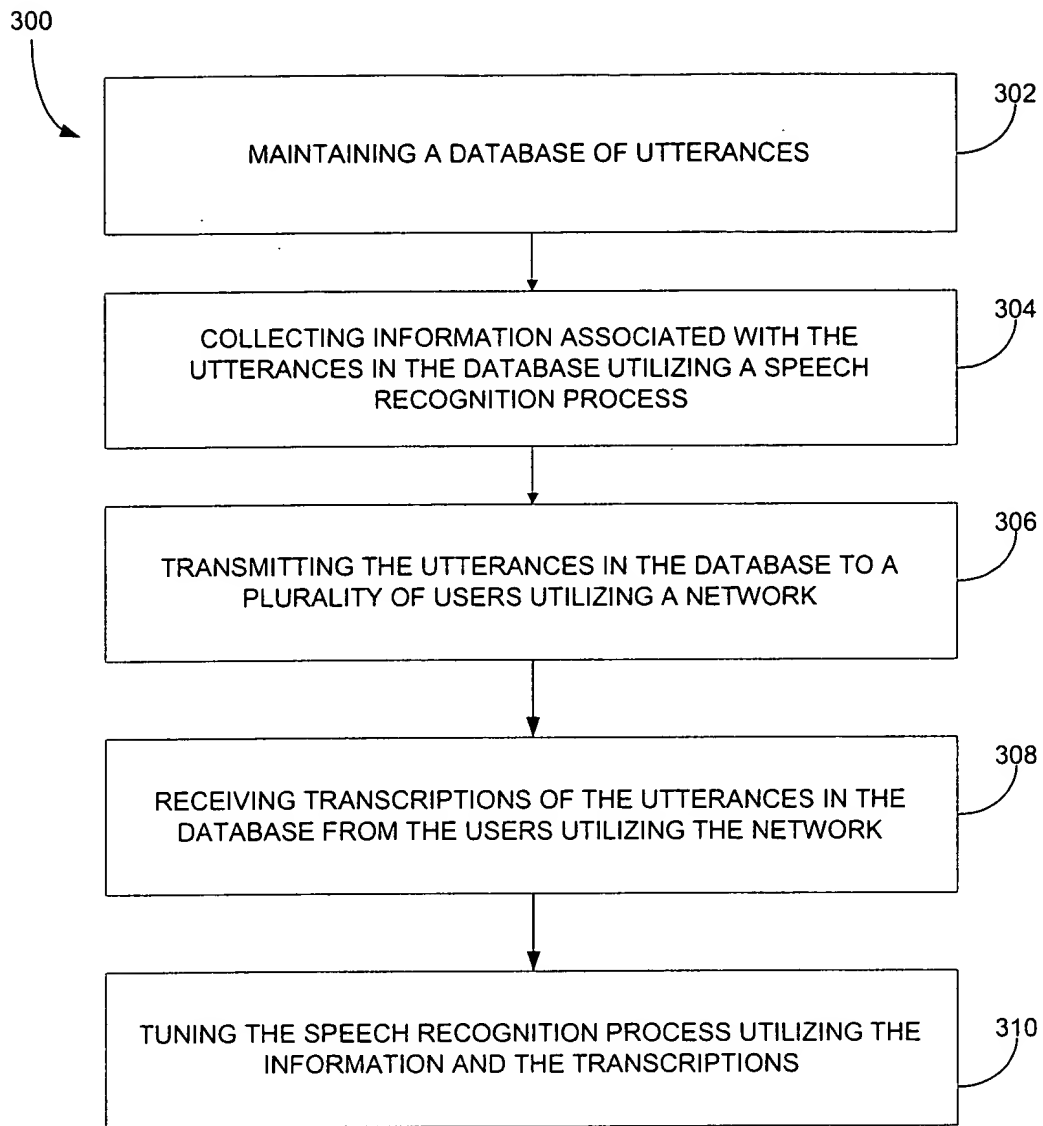 300
302
MAINTAINING A DATABASE OF UTTERANCES
304
COLLECTING INFORMATION ASSOCIATED WITH THE
UTTERANCES IN THE DATABASE UTILIZING A SPEECH
RECOGNITION PROCESS
306
TRANSMITTING THE UTTERANCES IN THE DATABASE TO A
PLURALITY OF USERS UTILIZING A NETWORK
308
RECEIVING TRANSCRIPTIONS OF THE UTTERANCES IN THE
DATABASE FROM THE USERS UTILIZING THE NETWORK
310
TUNING THE SPEECH RECOGNITION PROCESS UTILIZING THE
INFORMATION AND THE TRANSCRIPTIONS